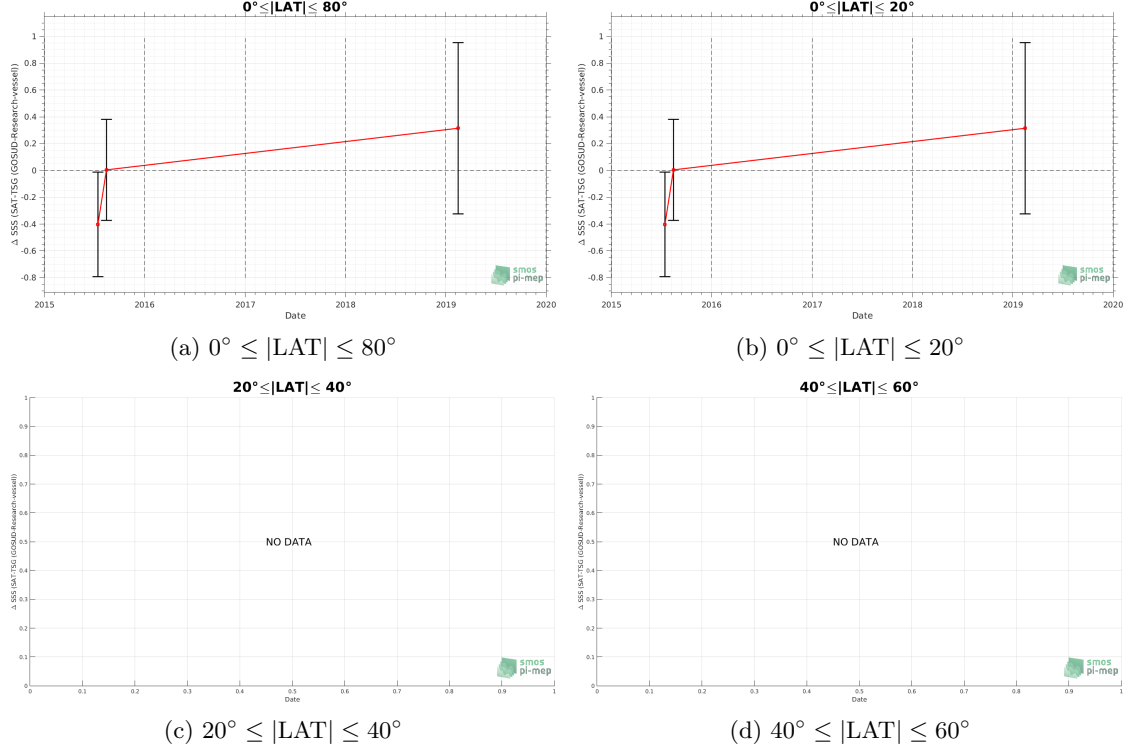 0°≤|LAT|≤ 80°
Δ SSS (SAT-TSG (GOSUD-Research-vessel))
1
0.8
0.6
0.4
0.2
0
-0.2
-0.4
-0.6
-0.8
2015 2016 2017 2018 2019 2020
Date
smos
pi-mep
(a) 0° ≤ |LAT| ≤ 80°
0°≤|LAT|≤ 20°
Δ SSS (SAT-TSG (GOSUD-Research-vessel))
1
0.8
0.6
0.4
0.2
0
-0.2
-0.4
-0.6
-0.8
2015 2016 2017 2018 2019 2020
Date
smos
pi-mep
(b) 0° ≤ |LAT| ≤ 20°
20°≤|LAT|≤ 40°
Δ SSS (SAT-TSG (GOSUD-Research-vessel))
1
0.9
0.8
0.7
0.6
0.5
0.4
0.3
0.2
0.1
0
NO DATA
0 0.1 0.2 0.3 0.4 0.5 0.6 0.7 0.8 0.9 1
Date
smos
pi-mep
(c) 20° ≤ |LAT| ≤ 40°
40°≤|LAT|≤ 60°
Δ SSS (SAT-TSG (GOSUD-Research-vessel))
1
0.9
0.8
0.7
0.6
0.5
0.4
0.3
0.2
0.1
0
NO DATA
0 0.1 0.2 0.3 0.4 0.5 0.6 0.7 0.8 0.9 1
Date
smos
pi-mep
(d) 40° ≤ |LAT| ≤ 60°